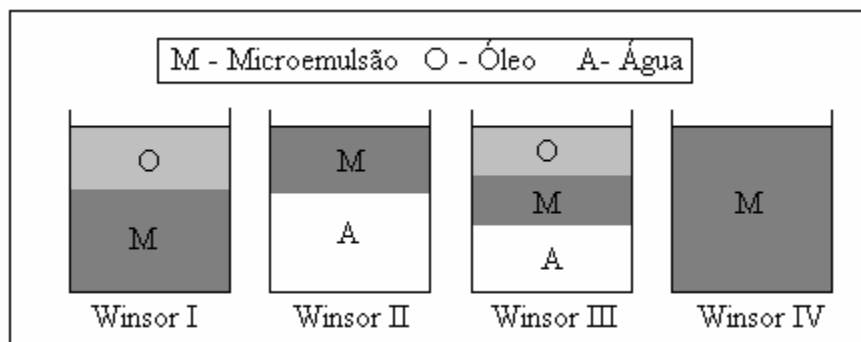 M - Microemulsão O - Óleo A- Água
O
M
M
A
O
M
A
M
Winsor I
Winsor II
Winsor III
Winsor IV